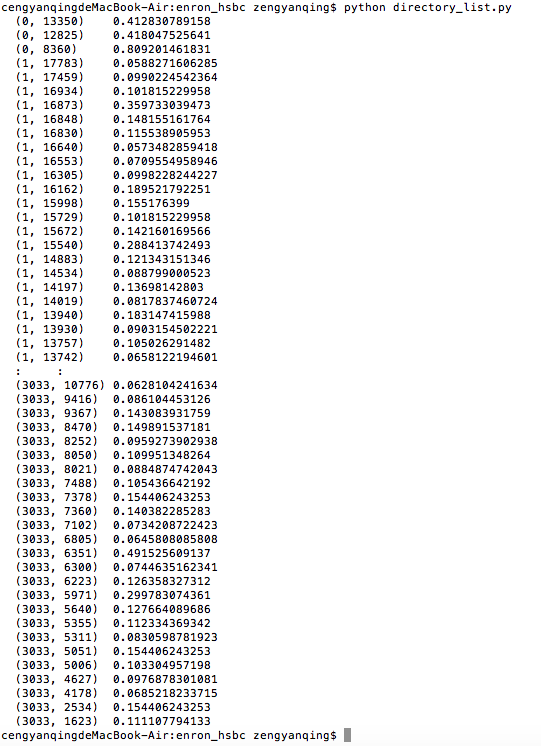 cengyanqingdeMacBook-Air:enron_hsbc zengyanqing$ python directory_list.py
(0, 13350) 0.412830789158
(0, 12825) 0.418047525641
(0, 8360) 0.809201461831
(1, 17783) 0.0588271606285
(1, 17459) 0.0990224542364
(1, 16934) 0.101815229958
(1, 16873) 0.359733039473
(1, 16848) 0.148155161764
(1, 16830) 0.115538905953
(1, 16640) 0.0573482859418
(1, 16553) 0.0709554958946
(1, 16305) 0.0998228244227
(1, 16162) 0.189521792251
(1, 15998) 0.155176399
(1, 15729) 0.101815229958
(1, 15672) 0.142160169566
(1, 15540) 0.288413742493
(1, 14883) 0.121343151346
(1, 14534) 0.088799000523
(1, 14197) 0.13698142803
(1, 14019) 0.0817837460724
(1, 13940) 0.183147415988
(1, 13930) 0.0903154502221
(1, 13757) 0.105026291482
(1, 13742) 0.0658122194601
: :
(3033, 10776) 0.0628104241634
(3033, 9416) 0.086104453126
(3033, 9367) 0.143083931759
(3033, 8470) 0.149891537181
(3033, 8252) 0.0959273902938
(3033, 8050) 0.109951348264
(3033, 8021) 0.0884874742043
(3033, 7488) 0.105436642192
(3033, 7378) 0.154406243253
(3033, 7360) 0.140382285283
(3033, 7102) 0.0734208722423
(3033, 6805) 0.0645808085808
(3033, 6351) 0.491525609137
(3033, 6300) 0.0744635162341
(3033, 6223) 0.126358327312
(3033, 5971) 0.299783074361
(3033, 5640) 0.127664089686
(3033, 5355) 0.112334369342
(3033, 5311) 0.0830598781923
(3033, 5051) 0.154406243253
(3033, 5006) 0.103304957198
(3033, 4627) 0.0976878301081
(3033, 4178) 0.0685218233715
(3033, 2534) 0.154406243253
(3033, 1623) 0.111107794133
cengyanqingdeMacBook-Air:enron_hsbc zengyanqing$